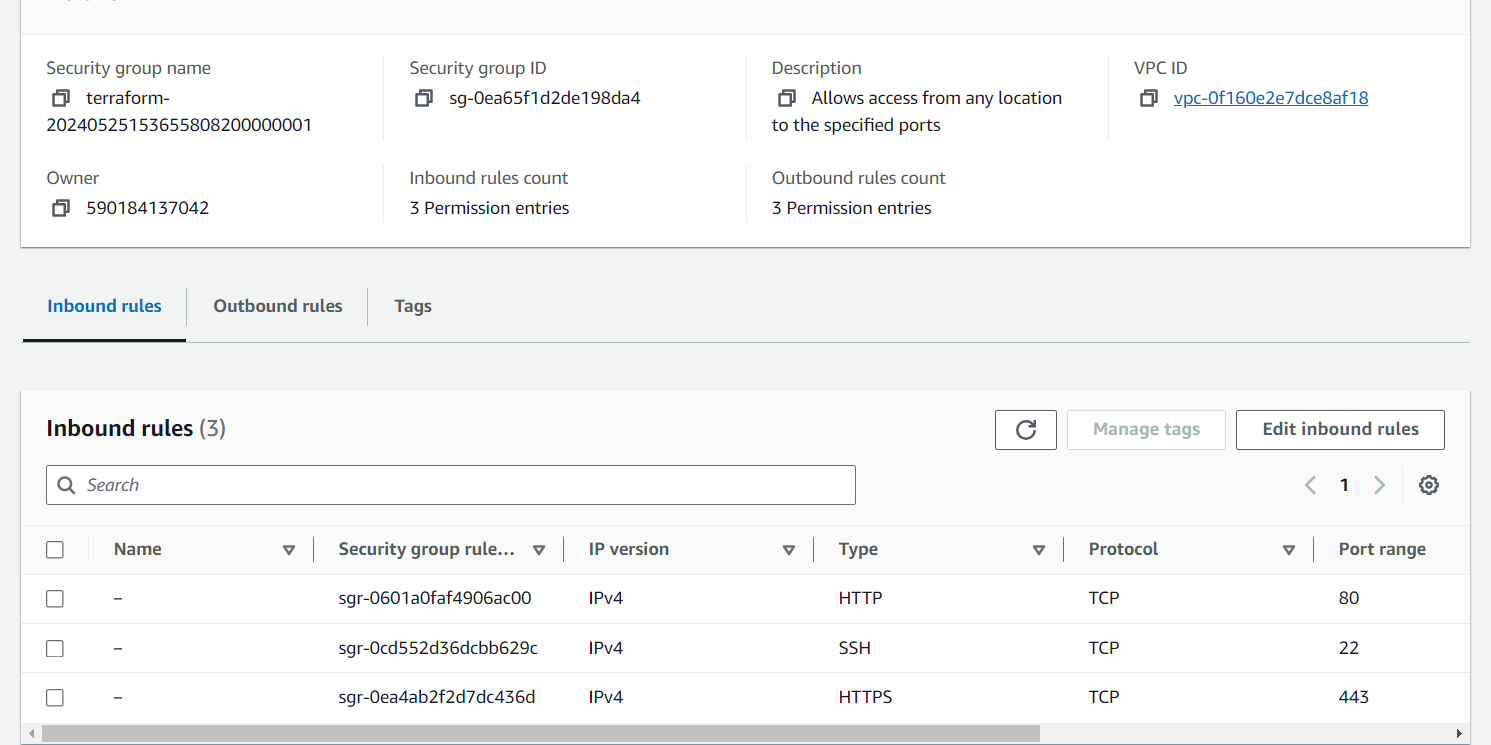 Security group name
Security group ID
Description
VPC ID
terraform-
20240525153655808200000001
sg-0ea65f1d2de198da4
Allows access from any location
to the specified ports
vpc-0f160e2e7dce8af18
Owner
Inbound rules count
Outbound rules count
590184137042
3 Permission entries
3 Permission entries
Inbound rules
Outbound rules
Tags
Inbound rules (3)
Manage tags
Edit inbound rules
Search
1
Name
Security group rule...
IP version
Type
Protocol
Port range
– sgr-0601a0faf4906ac00 IPv4 HTTP TCP 80
– sgr-0cd552d36dcbb629c IPv4 SSH TCP 22
– sgr-0ea4ab2f2d7dc436d IPv4 HTTPS TCP 443